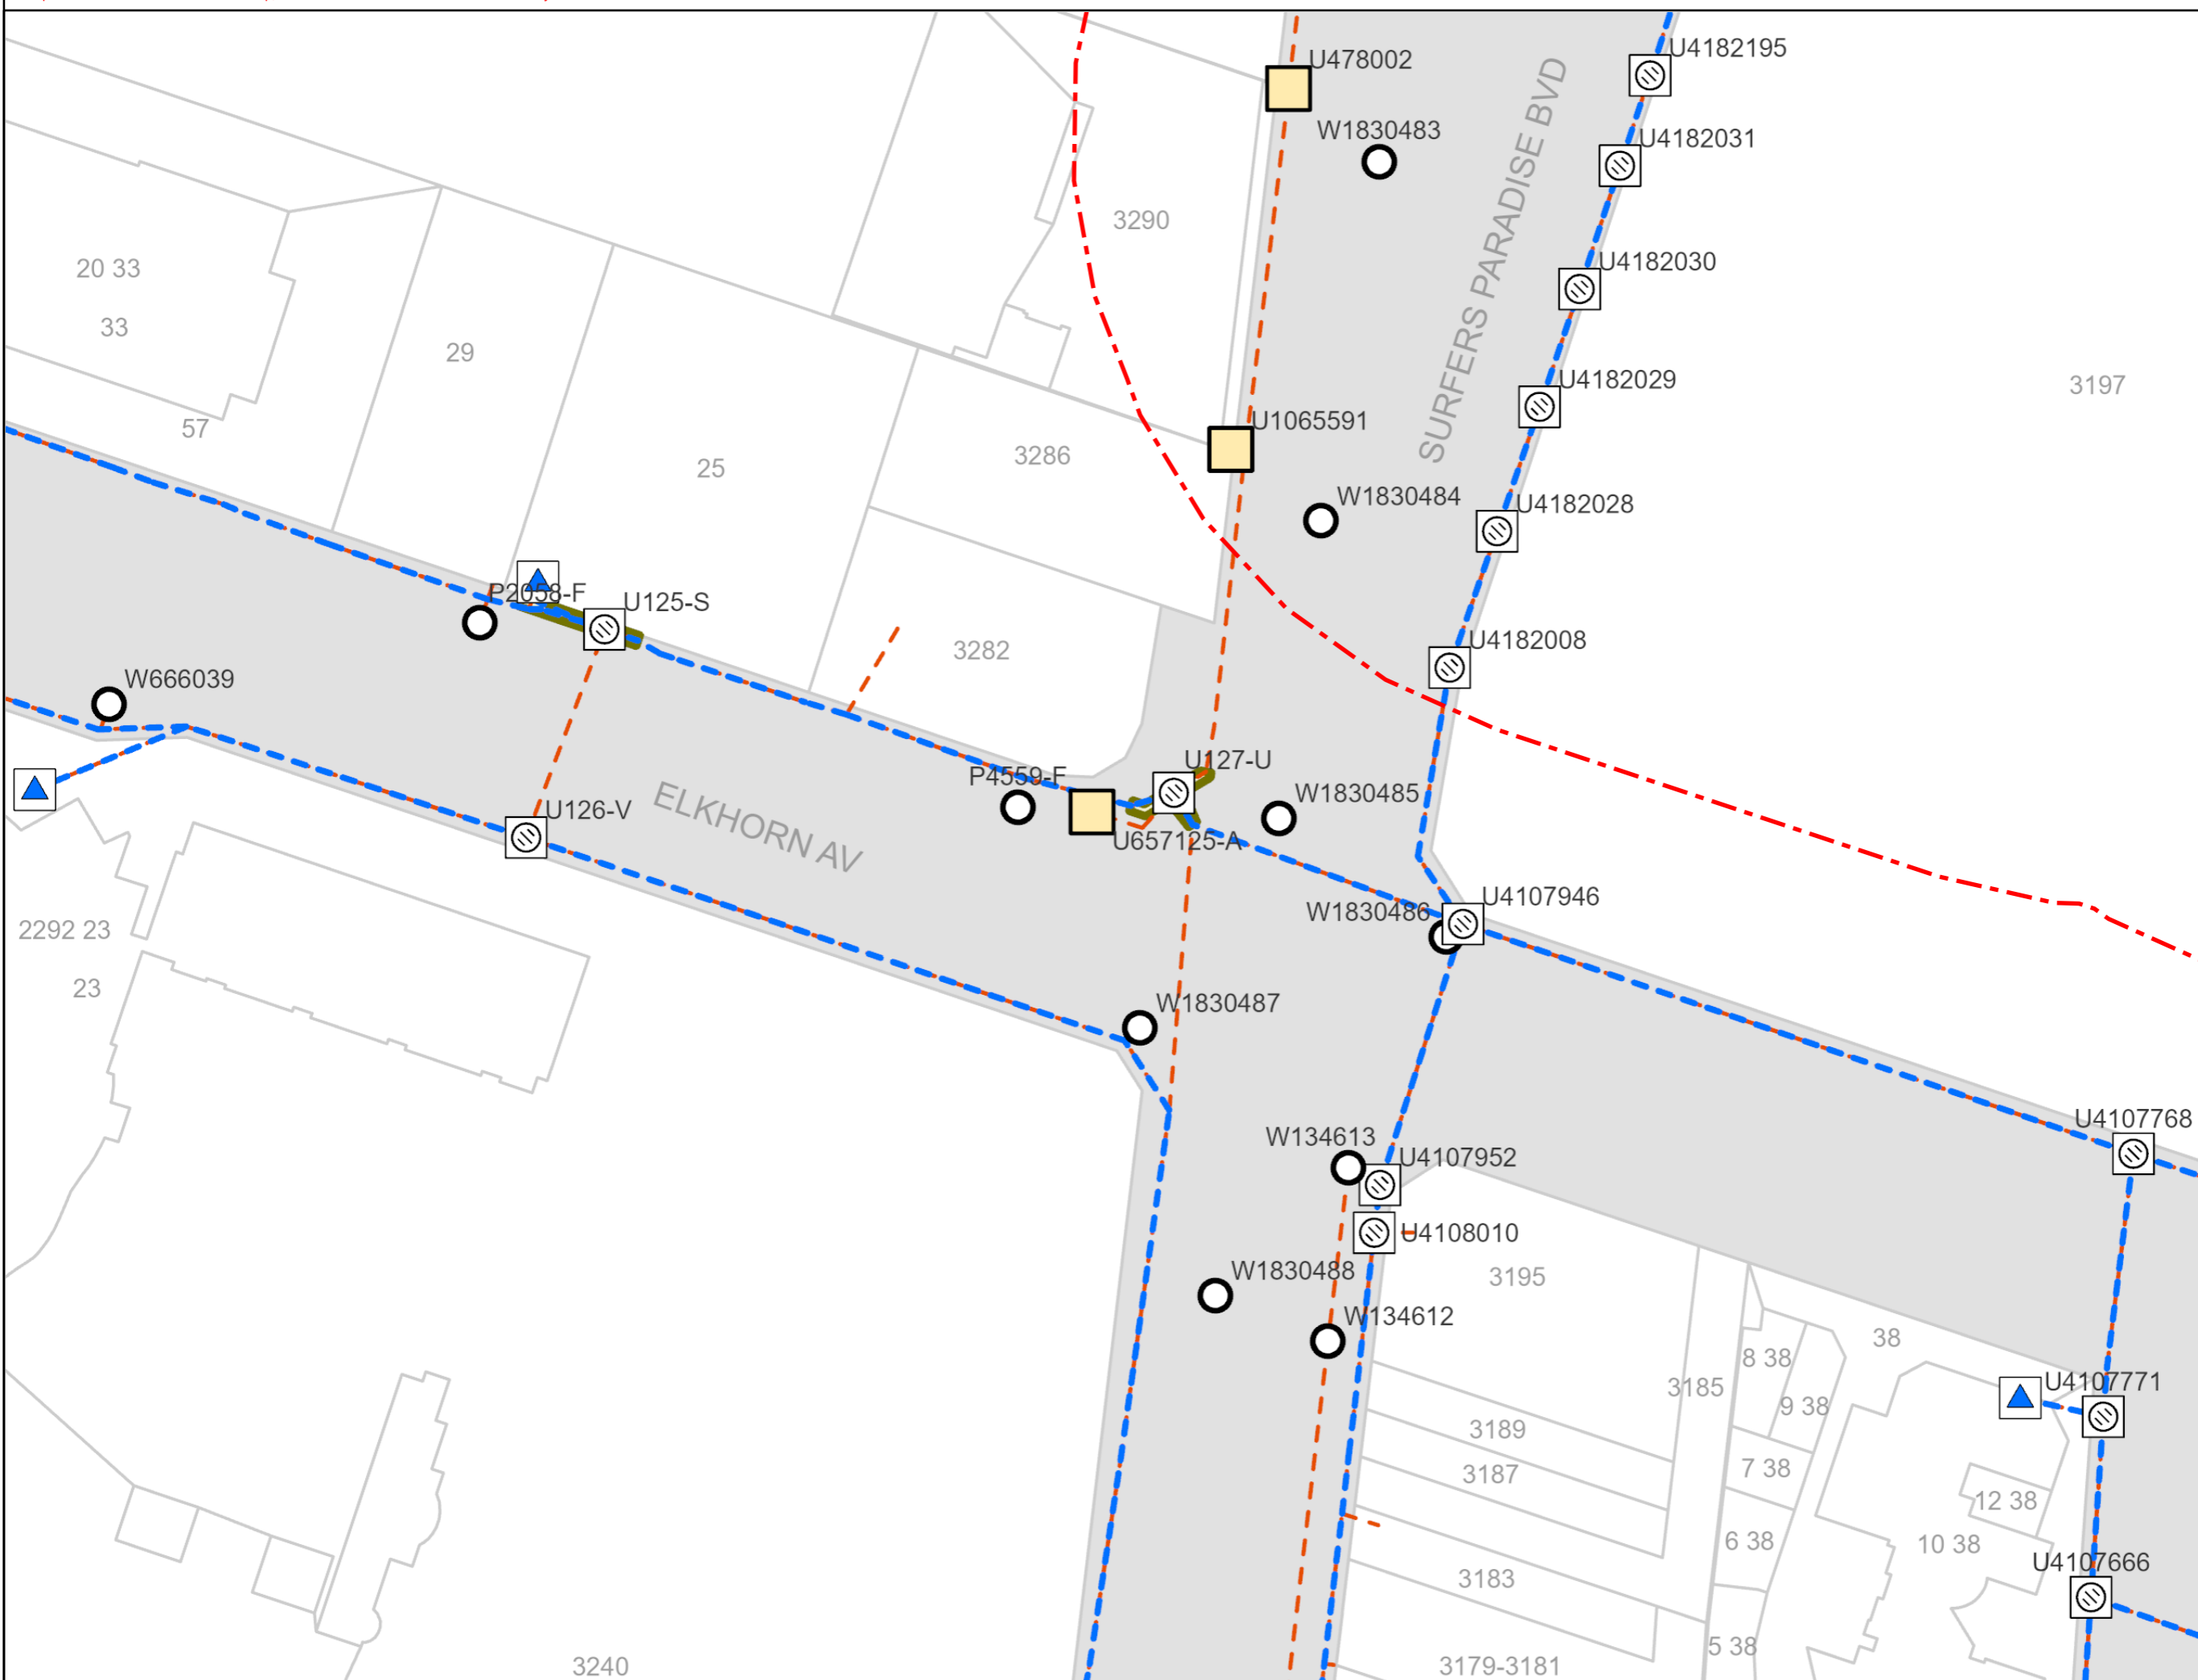 U4182195
U478002
W1830483
U4182031
SURFERS PARADISE BVD
3290
U4182030
20 33
33
29
U4182029
3197
57
25
3286
U1065591
W1830484
U4182028
P2058-F
U125-S
3282
U4182008
W666039
U127-U
P4559-F
W1830485
U126-V
ELKHORN AV
U657125-A
U4107946
W1830486
2292 23
23
W1830487
U4107768
W134613
U4107952
U4108010
W1830488
3195
W134612
38
8 38
3185
U4107771
9 38
3189
7 38
3187
12 38
6 38
10 38
U4107666
3183
5 38
3240
3179-3181